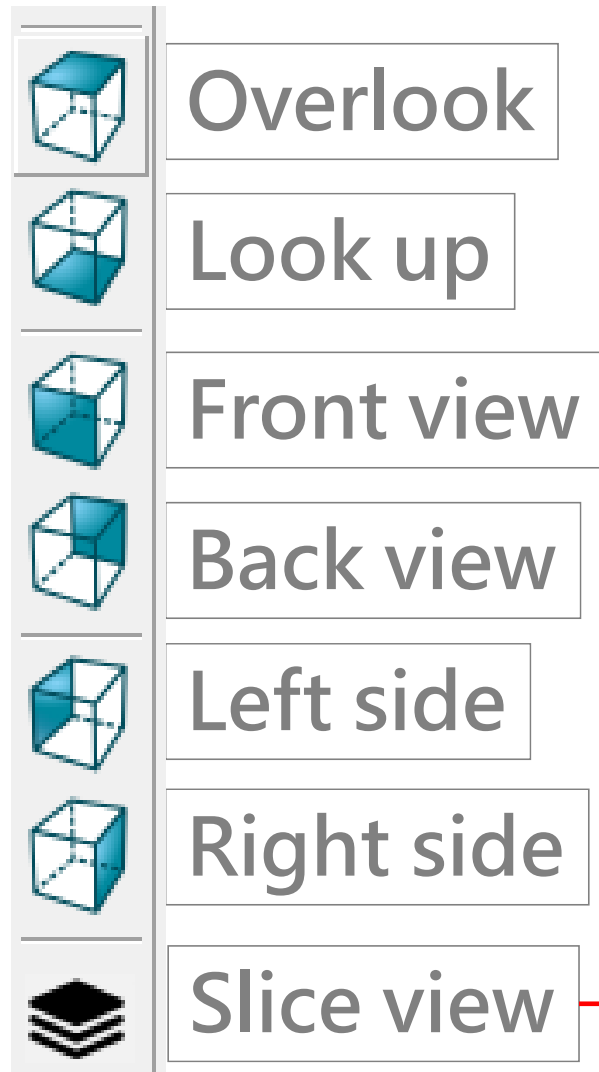 Overlook
Look up
Front view
Back view
Left side
Right side
Slice view